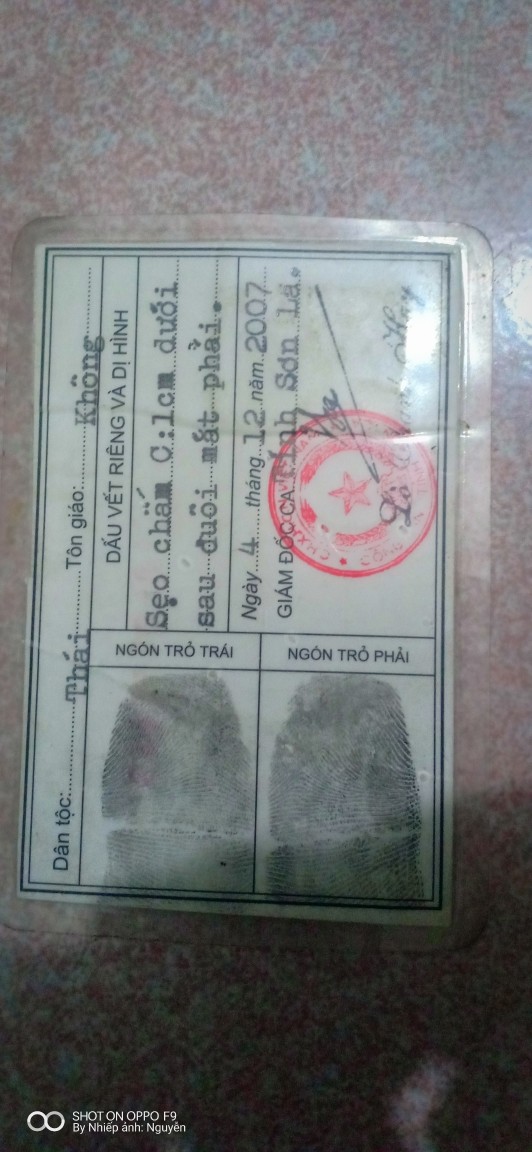 Dân tộc:..........Thái..........Tôn giáo:..........Không
DẤU VẾT RIÊNG VÀ DỊ HÌNH
Sẹo chấm C:1cm dưới
sau đuôi mắt phải.
Ngày 4 tháng 12 năm 2007
GIÁM ĐỐC CA tỉnh Sơn La.
NGÓN TRỎ TRÁI
NGÓN TRỎ PHẢI
SHOT ON OPPO F9
By Nhiếp ảnh: Nguyên